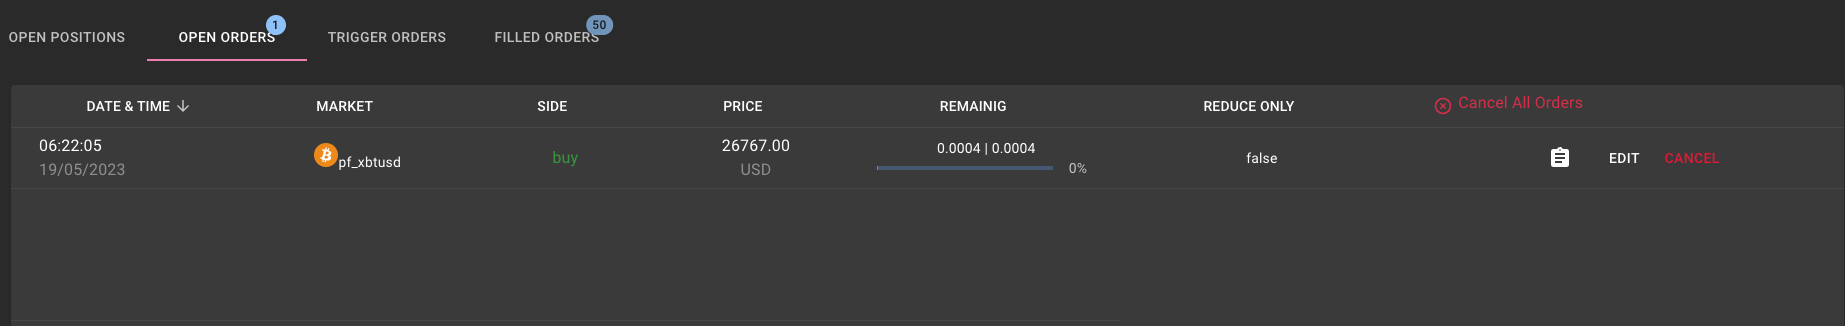 OPEN POSITIONS OPEN ORDERS 1 TRIGGER ORDERS FILLED ORDERS 50
DATE & TIME MARKET SIDE PRICE REMAINIG REDUCE ONLY Cancel All Orders
06:22:05 pf_xbtusd buy 26767.00 0.0004 | 0.0004 false EDIT CANCEL
19/05/2023 USD 0%